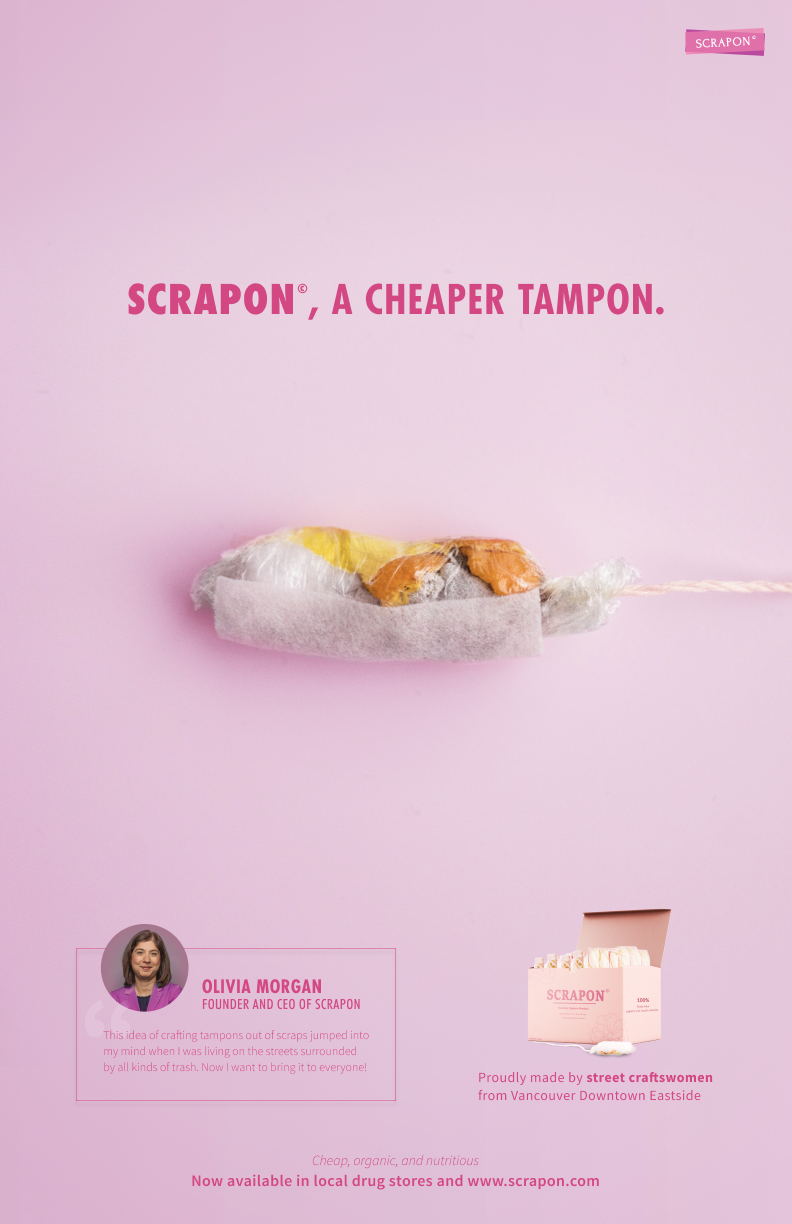 SCRAPON©
SCRAPON©, A CHEAPER TAMPON.
OLIVIA MORGAN
FOUNDER AND CEO OF SCRAPON
“
This idea of crafting tampons out of scraps jumped into
my mind when I was living on the streets surrounded
by all kinds of trash. Now I want to bring it to everyone!
SCRAPON©
100%
Proudly made by street craftswomen
from Vancouver Downtown Eastside
Cheap, organic, and nutritious
Now available in local drug stores and www.scrapon.com